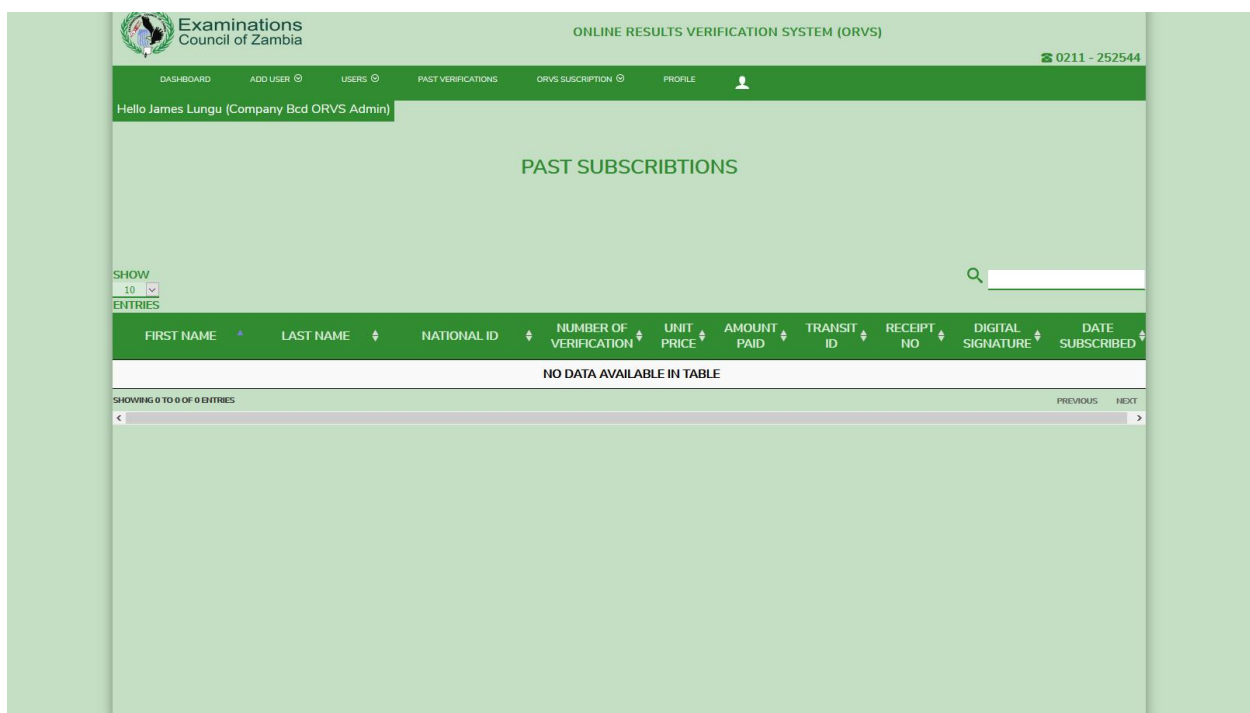 Examinations
Council of Zambia
ONLINE RESULTS VERIFICATION SYSTEM (ORVS)
☎ 0211 - 252544
DASHBOARD ADD USER USERS PAST VERIFICATIONS ORVS SUSCRIPTION PROFILE
Hello James Lungu (Company Bcd ORVS Admin)
PAST SUBSCRIBTIONS
SHOW
10
ENTRIES
FIRST NAME LAST NAME NATIONAL ID NUMBER OF VERIFICATION UNIT PRICE AMOUNT PAID TRANSIT ID RECEIPT NO DIGITAL SIGNATURE DATE SUBSCRIBED
NO DATA AVAILABLE IN TABLE
SHOWING 0 TO 0 OF 0 ENTRIES PREVIOUS NEXT